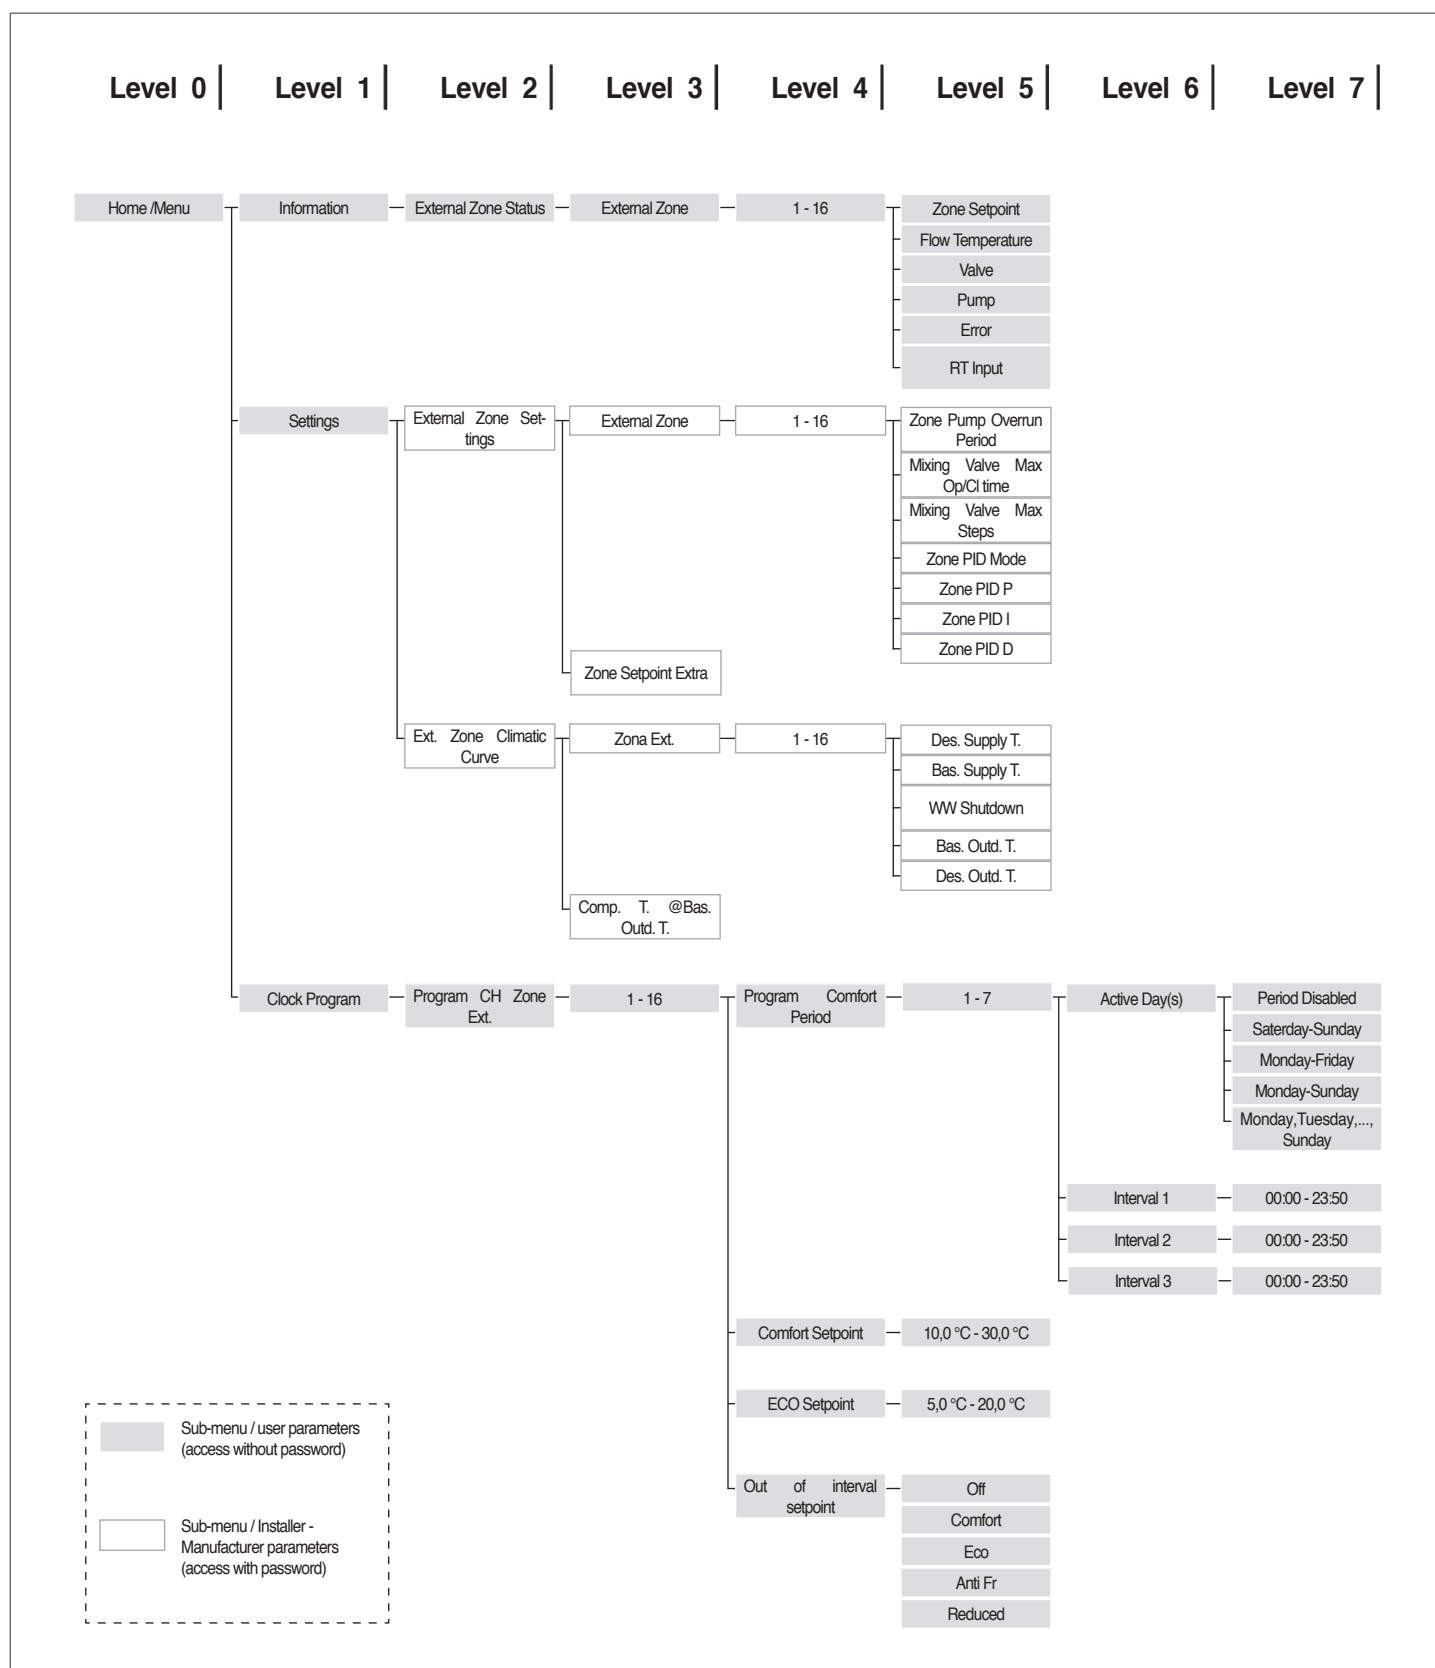 Level 0 Level 1 Level 2 Level 3 Level 4 Level 5 Level 6 Level 7
Home /Menu
Information
External Zone Status
External Zone
1 - 16
Zone Setpoint
Flow Temperature
Valve
Pump
Error
RT Input
Settings
External Zone Set-
tings
External Zone
1 - 16
Zone Pump Overrun
Period
Mixing Valve Max
Op/Cl time
Mixing Valve Max
Steps
Zone PID Mode
Zone PID P
Zone PID I
Zone PID D
Zone Setpoint Extra
Ext. Zone Climatic
Curve
Zona Ext.
1 - 16
Des. Supply T.
Bas. Supply T.
WW Shutdown
Bas. Outd. T.
Des. Outd. T.
Comp. T. @Bas.
Outd. T.
Clock Program
Program CH Zone
Ext.
1 - 16
Program Comfort
Period
1 - 7
Active Day(s)
Period Disabled
Saterday-Sunday
Monday-Friday
Monday-Sunday
Monday,Tuesday,...,
Sunday
Interval 1
00:00 - 23:50
Interval 2
00:00 - 23:50
Interval 3
00:00 - 23:50
Comfort Setpoint
10,0 °C - 30,0 °C
ECO Setpoint
5,0 °C - 20,0 °C
Out of interval
setpoint
Off
Comfort
Eco
Anti Fr
Reduced
Sub-menu / user parameters
(access without password)
Sub-menu / Installer -
Manufacturer parameters
(access with password)